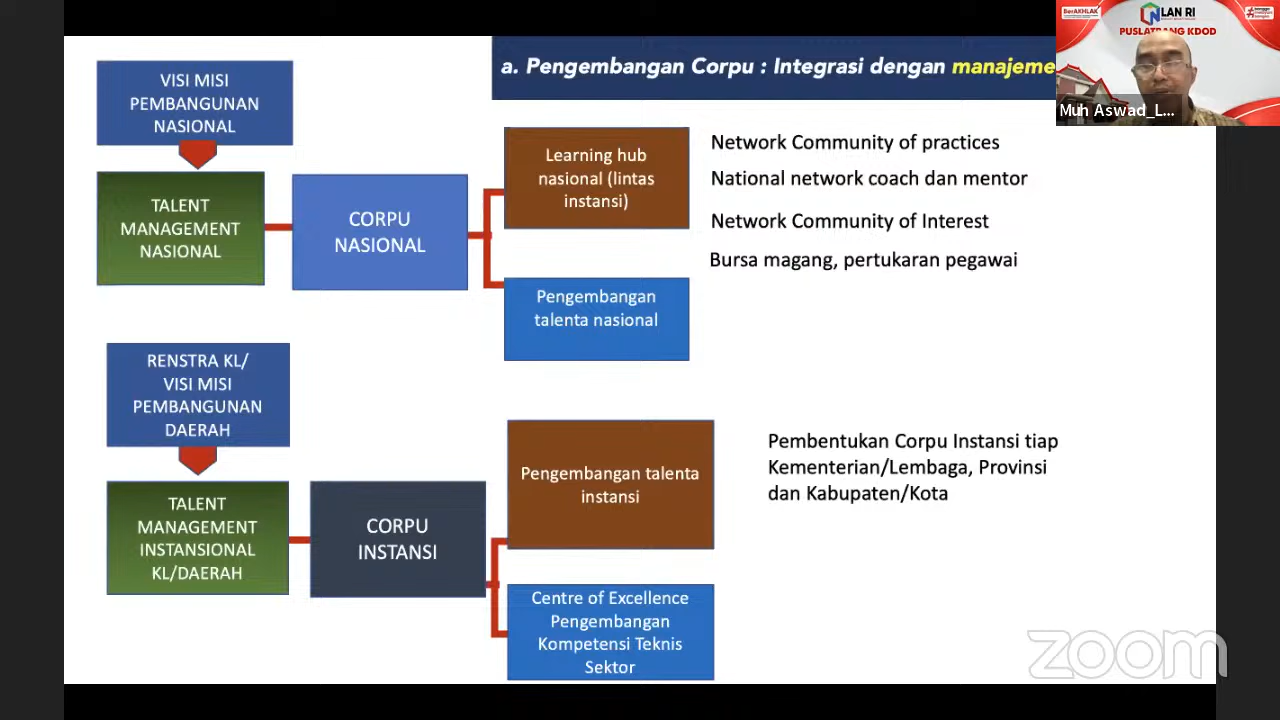 a. Pengembangan Corpu : Integrasi dengan manajeme
BerAKHLAK
LAN RI
PUSLATBANG KDOD
Muh Aswad_L...
VISI MISI
PEMBANGUNAN
NASIONAL
TALENT
MANAGEMENT
NASIONAL
CORPU
NASIONAL
Learning hub
nasional (lintas
instansi)
Network Community of practices
National network coach dan mentor
Network Community of Interest
Bursa magang, pertukaran pegawai
Pengembangan
talenta nasional
RENSTRA KL/
VISI MISI
PEMBANGUNAN
DAERAH
TALENT
MANAGEMENT
INSTANSIONAL
KL/DAERAH
CORPU
INSTANSI
Pengembangan talenta
instansi
Pembentukan Corpu Instansi tiap
Kementerian/Lembaga, Provinsi
dan Kabupaten/Kota
Centre of Excellence
Pengembangan
Kompetensi Teknis
Sektor
zoom